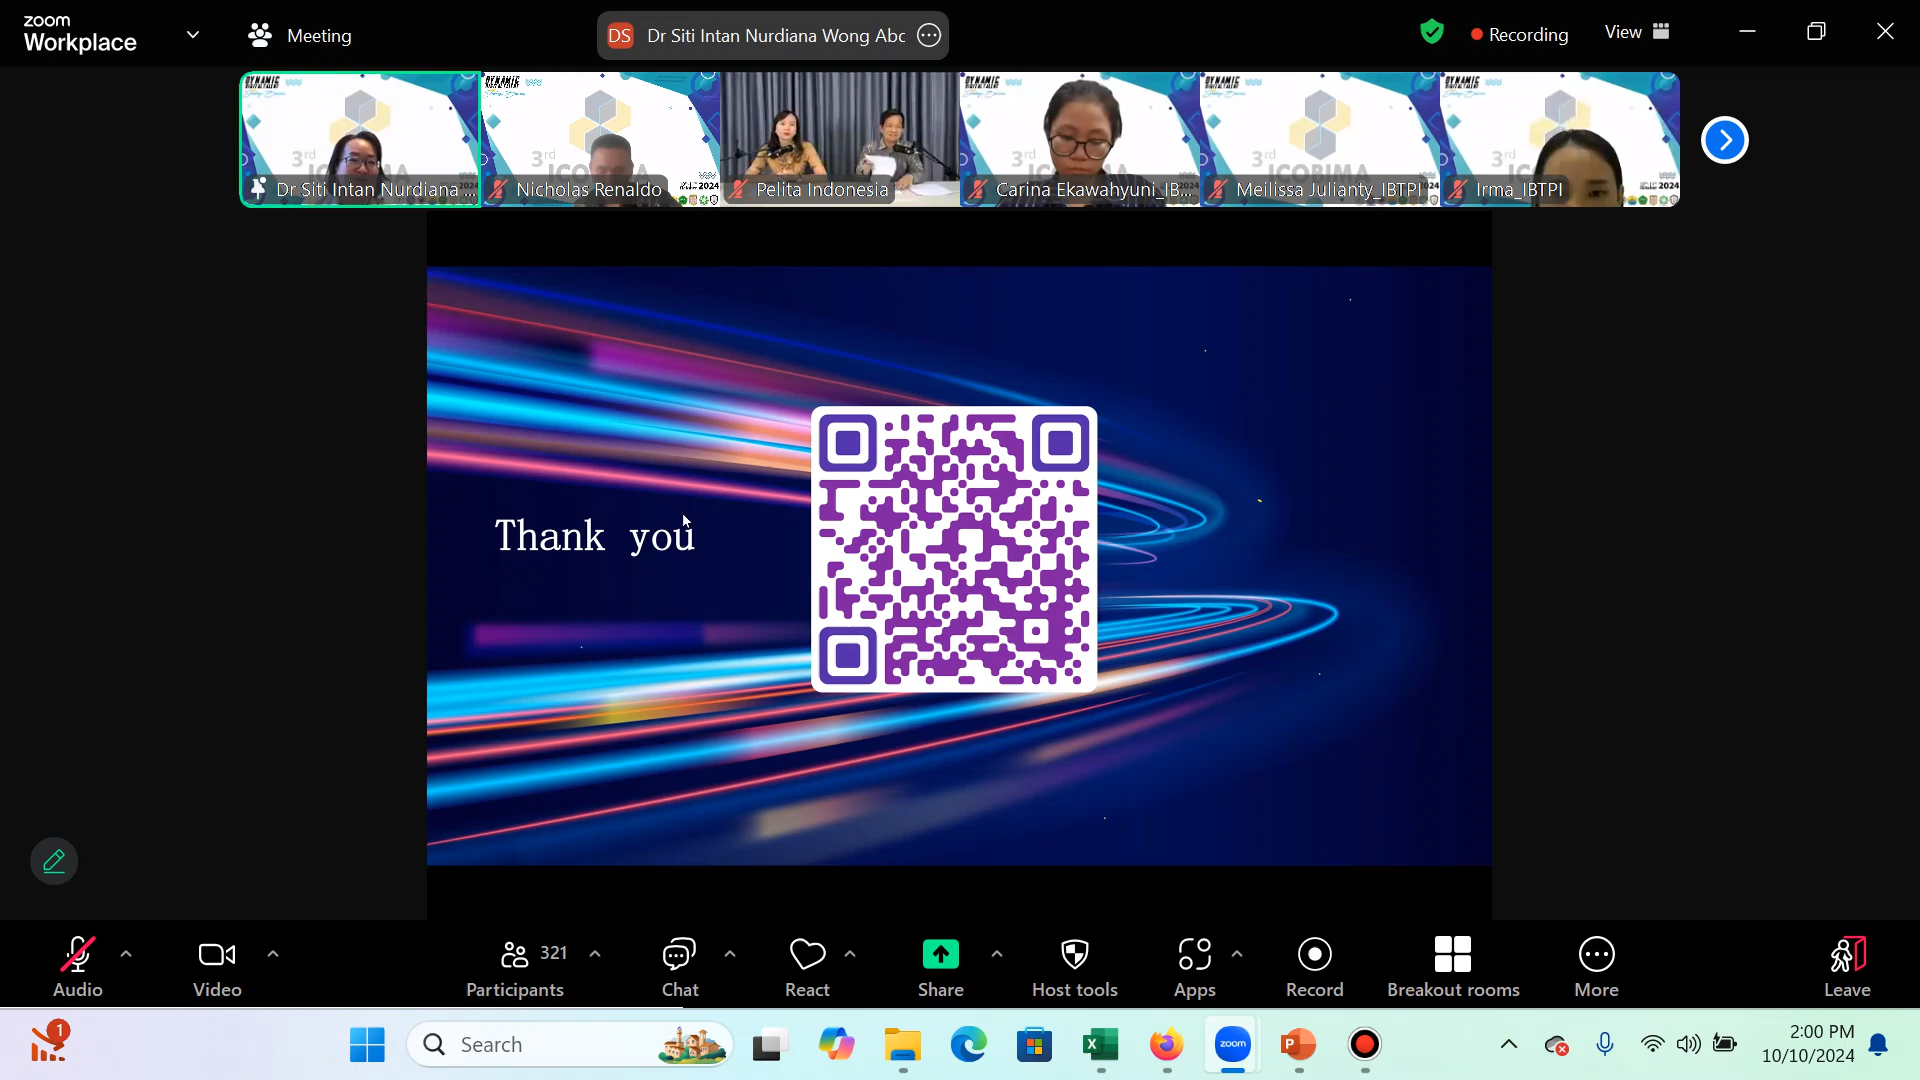 zoom
Workplace
Meeting
DS Dr Siti Intan Nurdiana Wong Abc
Recording
View
Dr Siti Intan Nurdiana ...
Nicholas Renaldo
Pelita Indonesia
Carina Ekawahyuni_IB...
Meilissa Julianty_IBTPI
Irma_IBTPI
Thank you
Audio
Video
321
Participants
Chat
React
Share
Host tools
Apps
Record
Breakout rooms
More
Leave
1
Search
zoom
2:00 PM
10/10/2024